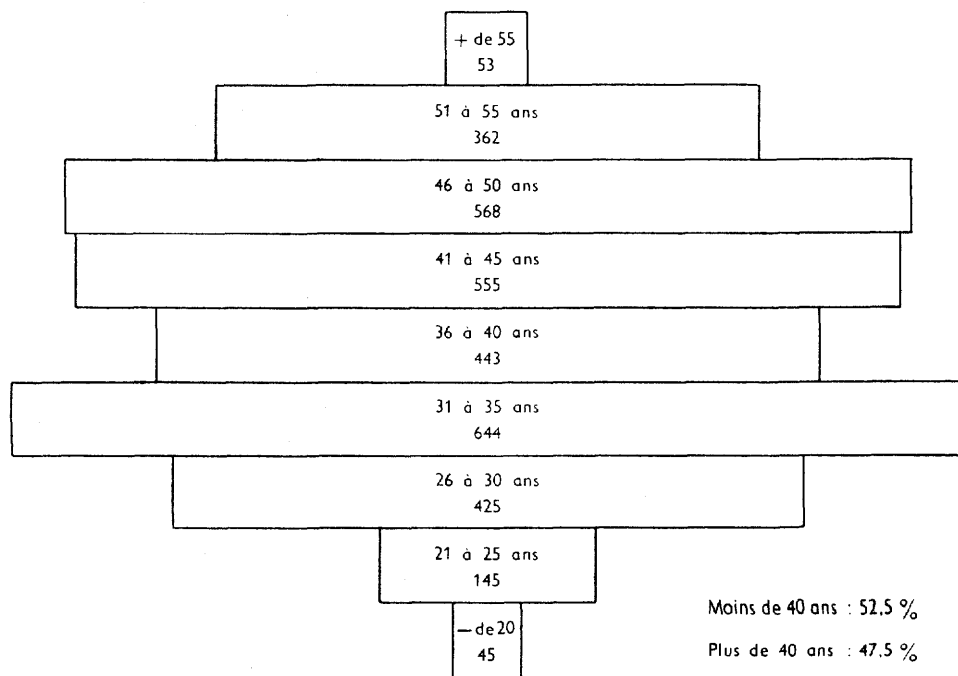 + de 55
53
51 à 55 ans
362
46 à 50 ans
568
41 à 45 ans
555
36 à 40 ans
443
31 à 35 ans
644
26 à 30 ans
425
21 à 25 ans
145
— de 20
45
Moins de 40 ans : 52,5 %
Plus de 40 ans : 47,5 %